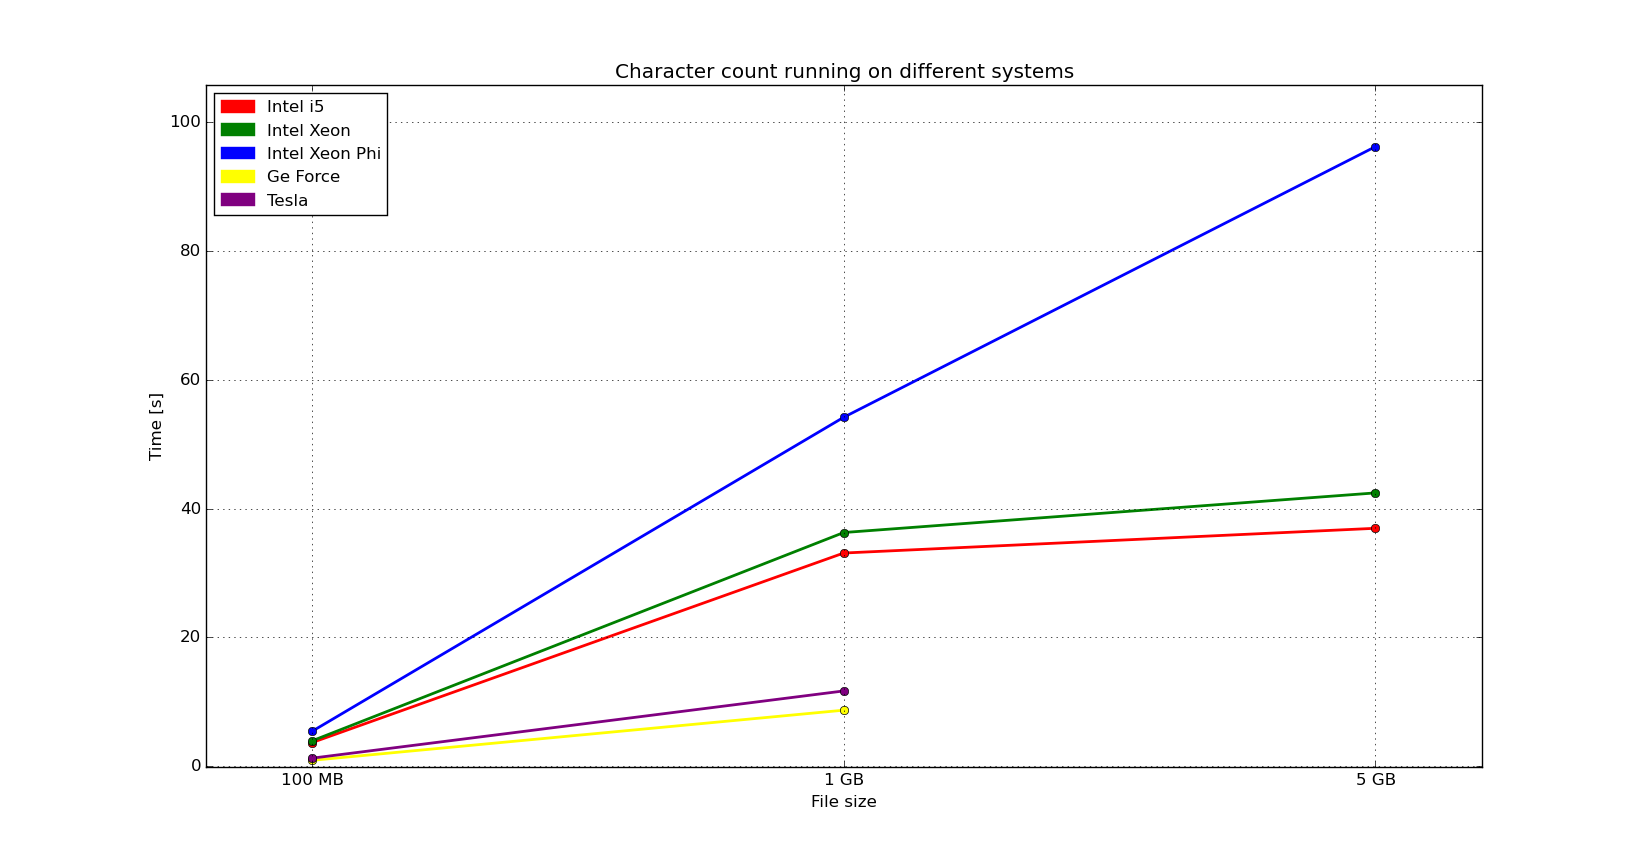 Character count running on different systems
Intel i5
Intel Xeon
Intel Xeon Phi
Ge Force
Tesla
100
80
60
40
20
0
Time [s]
100 MB
1 GB
5 GB
File size